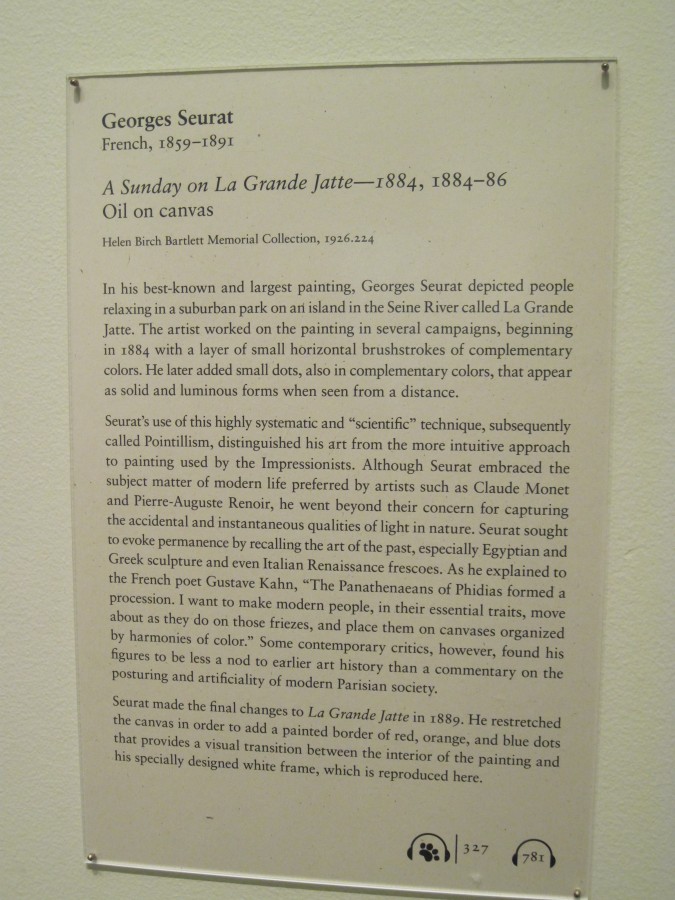 Georges Seurat
French, 1859–1891
A Sunday on La Grande Jatte—1884, 1884–86
Oil on canvas
Helen Birch Bartlett Memorial Collection, 1926.224
In his best-known and largest painting, Georges Seurat depicted people
relaxing in a suburban park on an island in the Seine River called La Grande
Jatte. The artist worked on the painting in several campaigns, beginning
in 1884 with a layer of small horizontal brushstrokes of complementary
colors. He later added small dots, also in complementary colors, that appear
as solid and luminous forms when seen from a distance.
Seurat’s use of this highly systematic and “scientific” technique, subsequently
called Pointillism, distinguished his art from the more intuitive approach
to painting used by the Impressionists. Although Seurat embraced the
subject matter of modern life preferred by artists such as Claude Monet
and Pierre-Auguste Renoir, he went beyond their concern for capturing
the accidental and instantaneous qualities of light in nature. Seurat sought
to evoke permanence by recalling the art of the past, especially Egyptian and
Greek sculpture and even Italian Renaissance frescoes. As he explained to
the French poet Gustave Kahn, “The Panathenaeans of Phidias formed a
procession. I want to make modern people, in their essential traits, move
about as they do on those friezes, and place them on canvases organized
by harmonies of color.” Some contemporary critics, however, found his
figures to be less a nod to earlier art history than a commentary on the
posturing and artificiality of modern Parisian society.
Seurat made the final changes to La Grande Jatte in 1889. He restretched
the canvas in order to add a painted border of red, orange, and blue dots
that provides a visual transition between the interior of the painting and
his specially designed white frame, which is reproduced here.
327 781